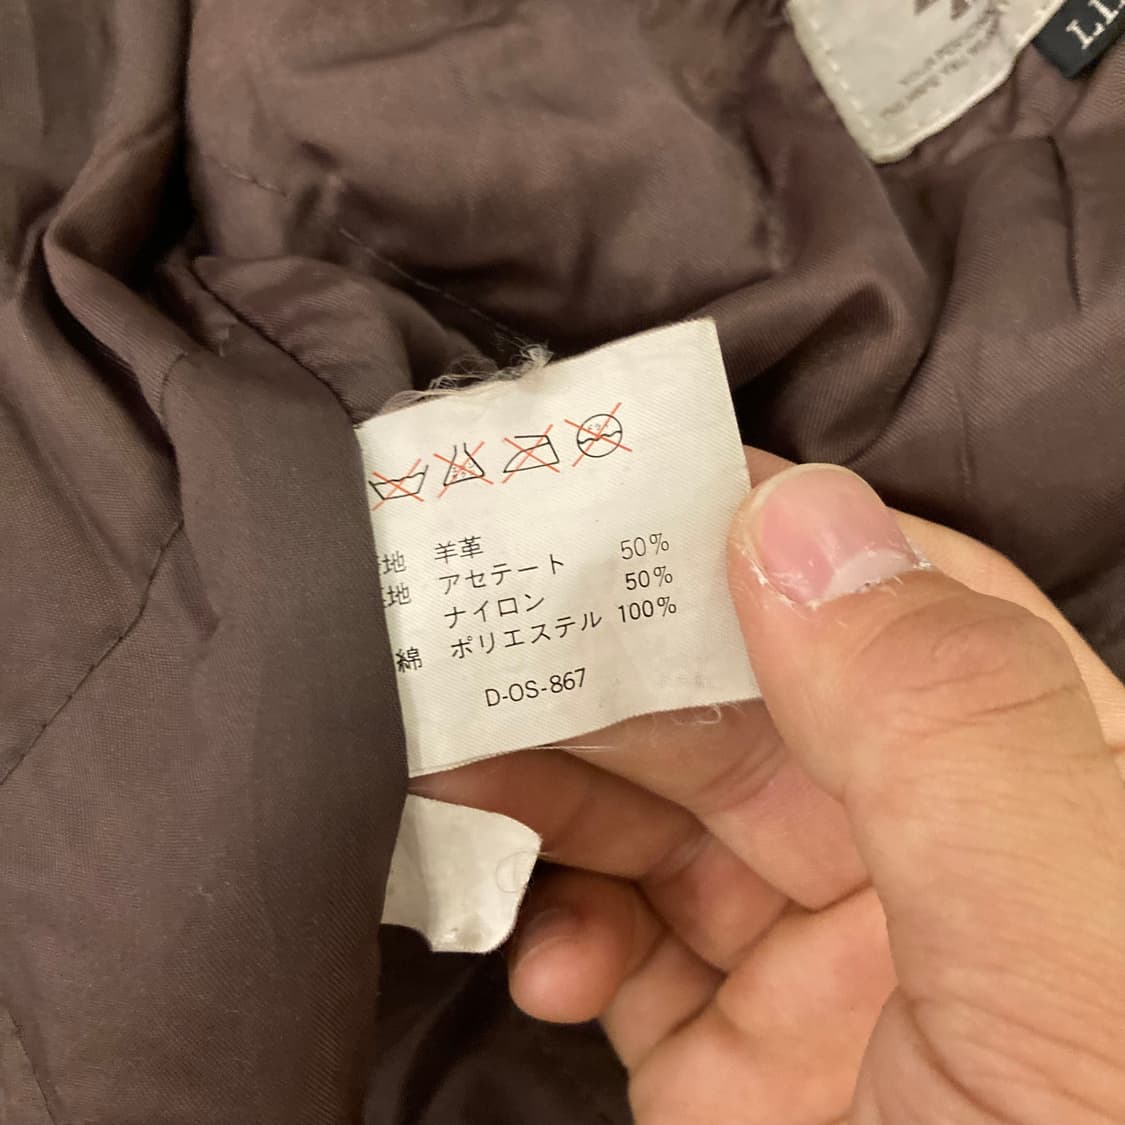 LI
地 羊革
地 アセテート 50%
ナイロン 50%
綿 ポリエステル 100%
D-OS-867